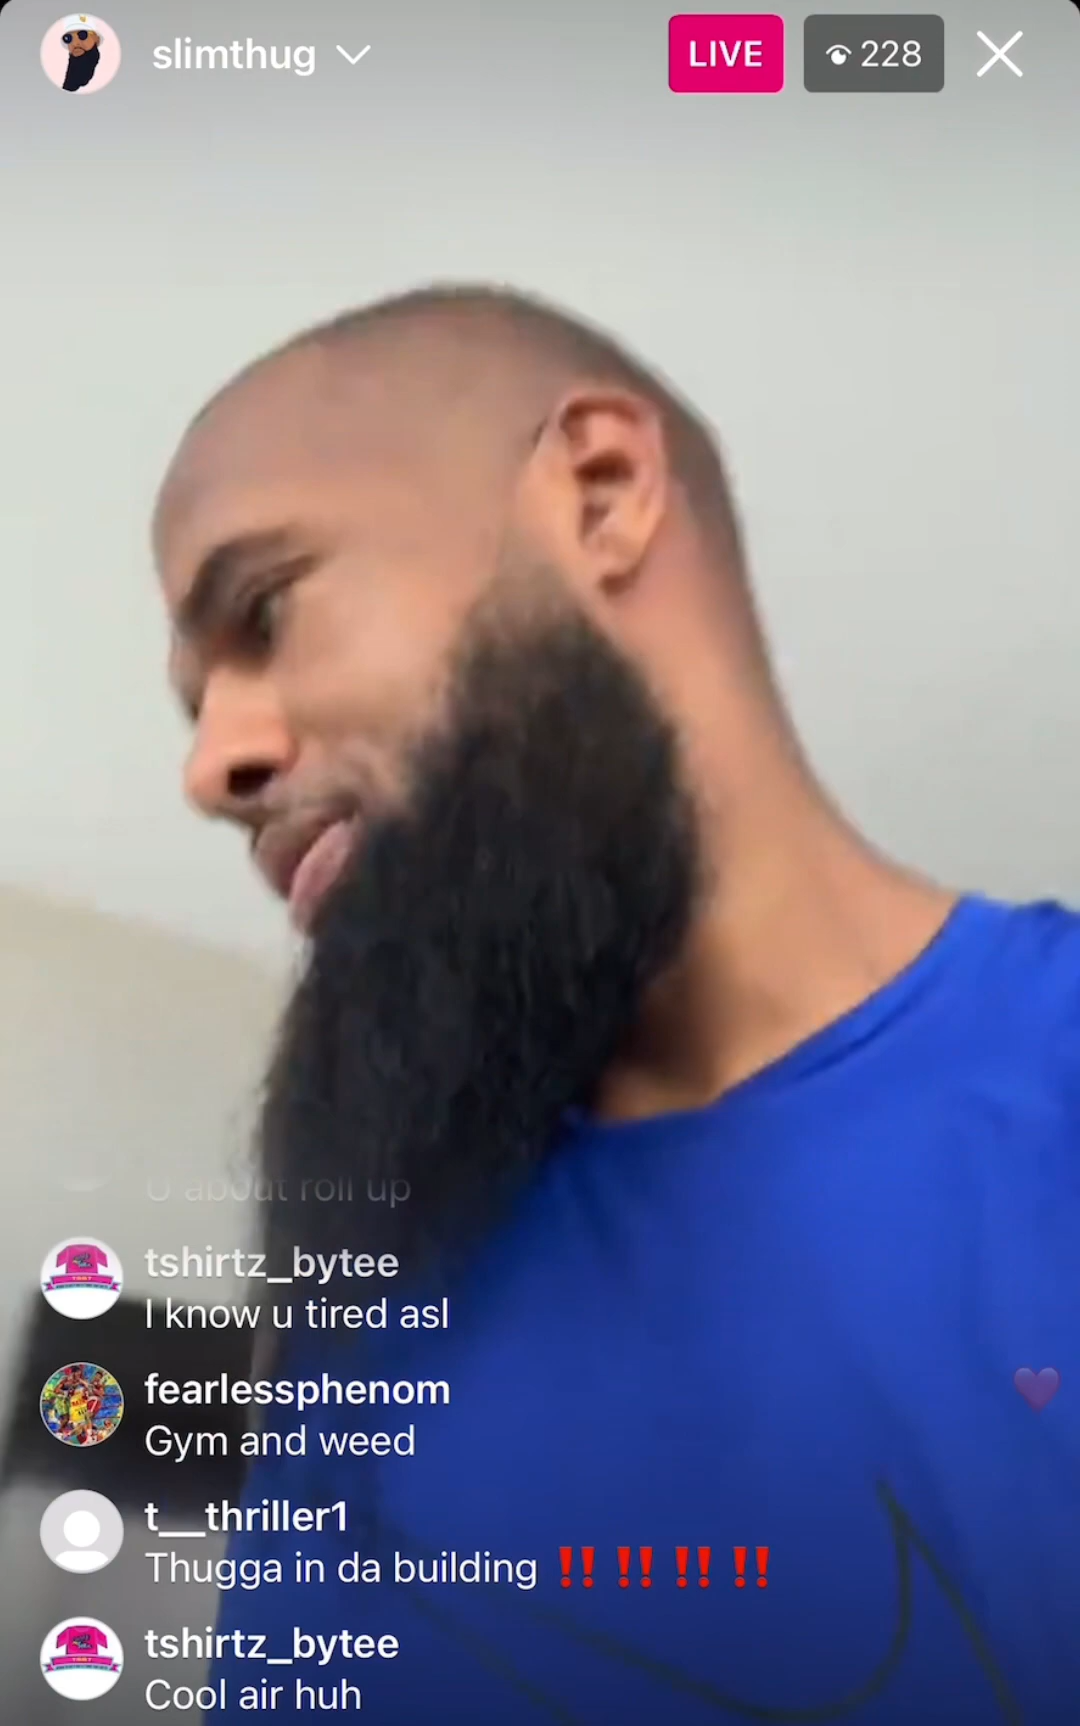 slimthug
LIVE
228
U about roll up
tshirtz_bytee
I know u tired asl
fearlessphenom
Gym and weed
t__thriller1
Thugga in da building ‼️ ‼️ ‼️ ‼️
tshirtz_bytee
Cool air huh